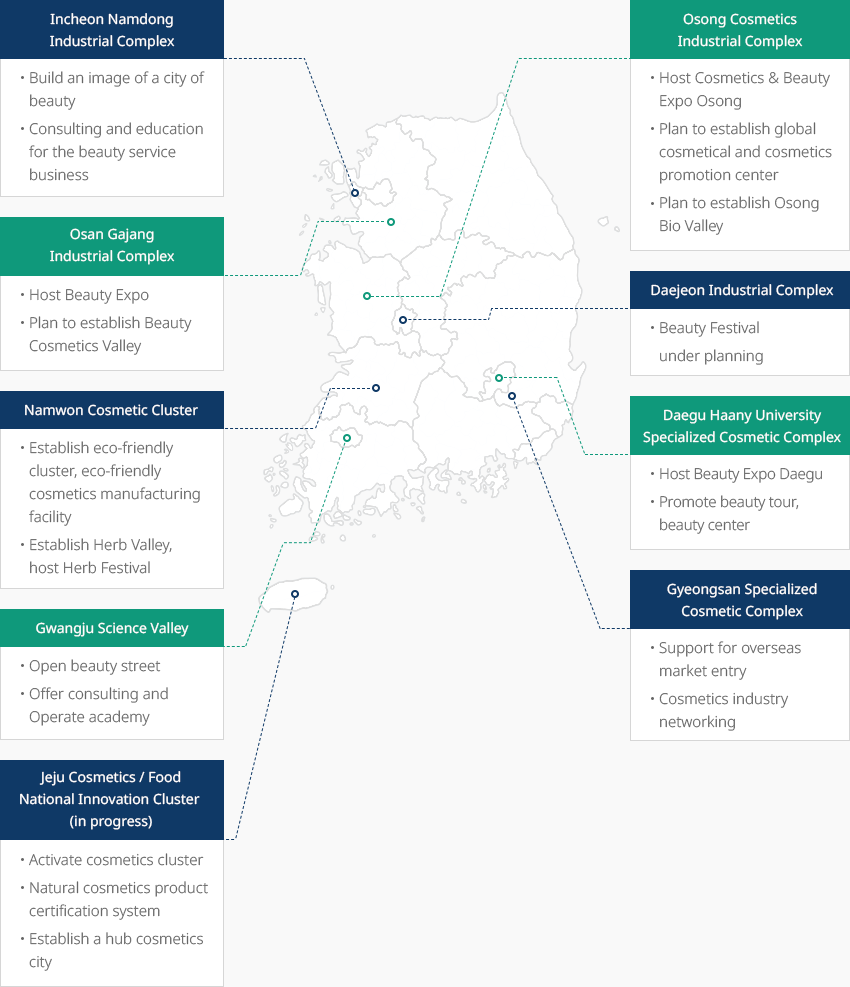 Incheon Namdong
Industrial Complex
• Build an image of a city of
beauty
• Consulting and education
for the beauty service
business
Osan Gajang
Industrial Complex
• Host Beauty Expo
• Plan to establish Beauty
Cosmetics Valley
Namwon Cosmetic Cluster
• Establish eco-friendly
cluster, eco-friendly
cosmetics manufacturing
facility
• Establish Herb Valley,
host Herb Festival
Gwangju Science Valley
• Open beauty street
• Offer consulting and
Operate academy
Jeju Cosmetics / Food
National Innovation Cluster
(in progress)
• Activate cosmetics cluster
• Natural cosmetics product
certification system
• Establish a hub cosmetics
city
Osong Cosmetics
Industrial Complex
• Host Cosmetics & Beauty
Expo Osong
• Plan to establish global
cosmetical and cosmetics
promotion center
• Plan to establish Osong
Bio Valley
Daejeon Industrial Complex
• Beauty Festival
under planning
Daegu Haany University
Specialized Cosmetic Complex
• Host Beauty Expo Daegu
• Promote beauty tour,
beauty center
Gyeongsan Specialized
Cosmetic Complex
• Support for overseas
market entry
• Cosmetics industry
networking